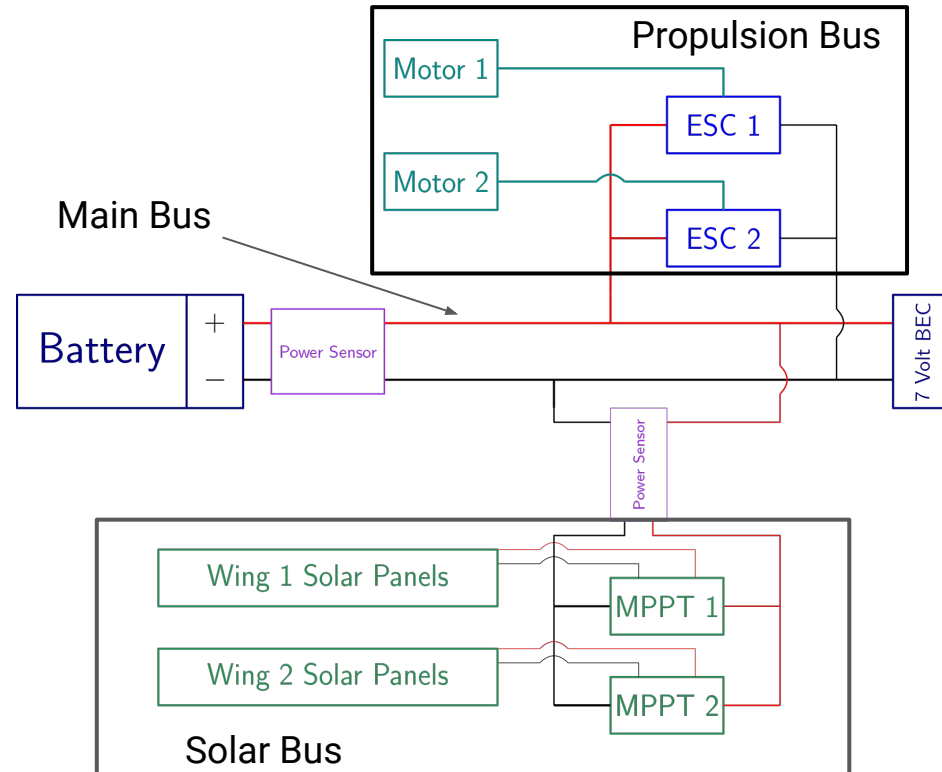 Propulsion Bus
Motor 1
ESC 1
Motor 2
ESC 2
Main Bus
Battery
+
−
Power Sensor
7 Volt BEC
Power Sensor
Wing 1 Solar Panels
MPPT 1
Wing 2 Solar Panels
MPPT 2
Solar Bus